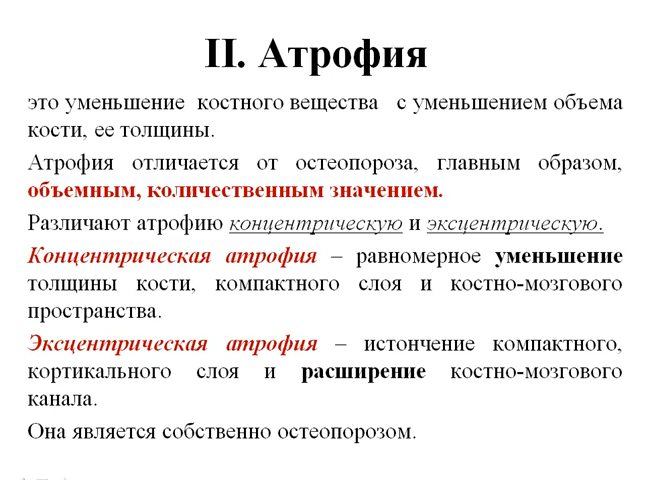 II. Атрофия
это уменьшение костного вещества с уменьшением объема
кости, ее толщины.
Атрофия отличается от остеопороза, главным образом,
объемным, количественным значением.
Различают атрофию концентрическую и эксцентрическую.
Концентрическая атрофия – равномерное уменьшение
толщины кости, компактного слоя и костно-мозгового
пространства.
Эксцентрическая атрофия – истончение компактного,
кортикального слоя и расширение костно-мозгового
канала.
Она является собственно остеопорозом.